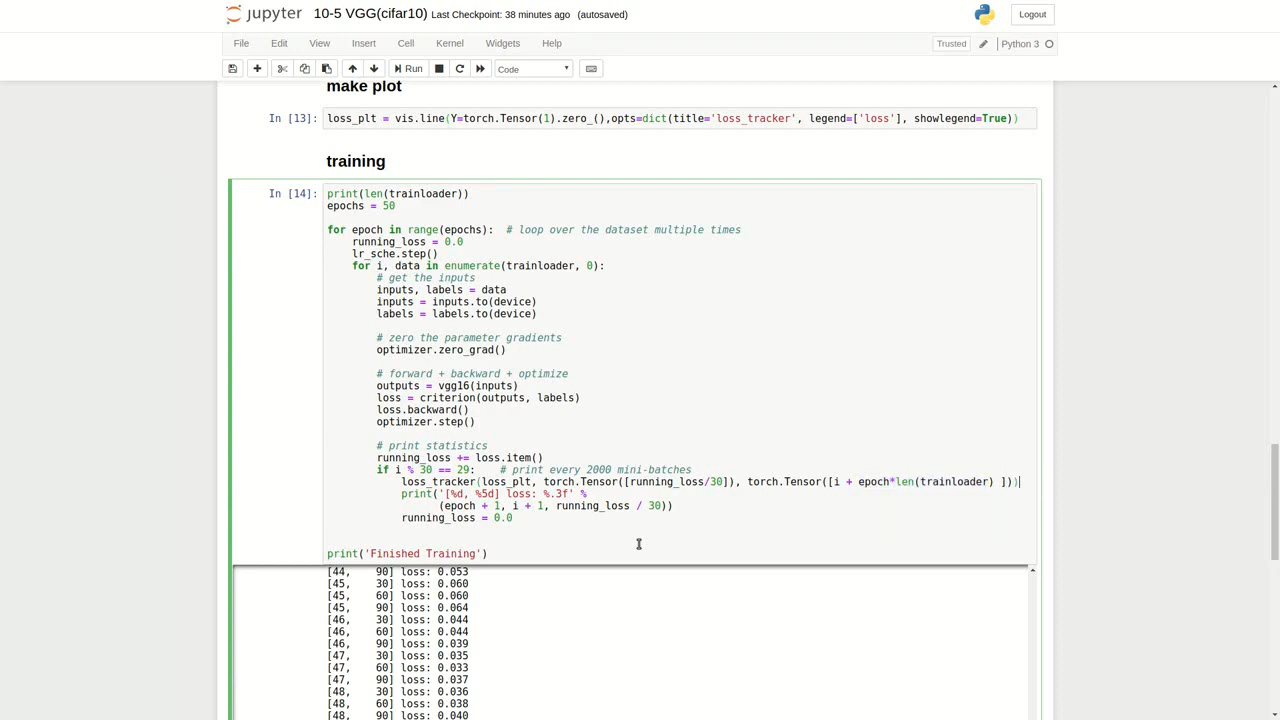 jupyter 10-5 VGG(cifar10) Last Checkpoint: 38 minutes ago (autosaved) Logout
File Edit View Insert Cell Kernel Widgets Help Trusted Python 3
Run Code
make plot
In [13]: loss_plt = vis.line(Y=torch.Tensor(1).zero_(),opts=dict(title='loss_tracker', legend=['loss'], showlegend=True))
training
In [14]: print(len(trainloader))
epochs = 50
for epoch in range(epochs):  # loop over the dataset multiple times
    running_loss = 0.0
    lr_sche.step()
    for i, data in enumerate(trainloader, 0):
        # get the inputs
        inputs, labels = data
        inputs = inputs.to(device)
        labels = labels.to(device)
        # zero the parameter gradients
        optimizer.zero_grad()
        # forward + backward + optimize
        outputs = vgg16(inputs)
        loss = criterion(outputs, labels)
        loss.backward()
        optimizer.step()
        # print statistics
        running_loss += loss.item()
        if i % 30 == 29:    # print every 2000 mini-batches
            loss_tracker(loss_plt, torch.Tensor([running_loss/30]), torch.Tensor([i + epoch*len(trainloader) ]))
            print('[%d, %5d] loss: %.3f' %
                  (epoch + 1, i + 1, running_loss / 30))
            running_loss = 0.0
print('Finished Training')
[44,    90] loss: 0.053
[45,    30] loss: 0.060
[45,    60] loss: 0.060
[45,    90] loss: 0.064
[46,    30] loss: 0.044
[46,    60] loss: 0.044
[46,    90] loss: 0.039
[47,    30] loss: 0.035
[47,    60] loss: 0.033
[47,    90] loss: 0.037
[48,    30] loss: 0.036
[48,    60] loss: 0.038
[48,    90] loss: 0.040